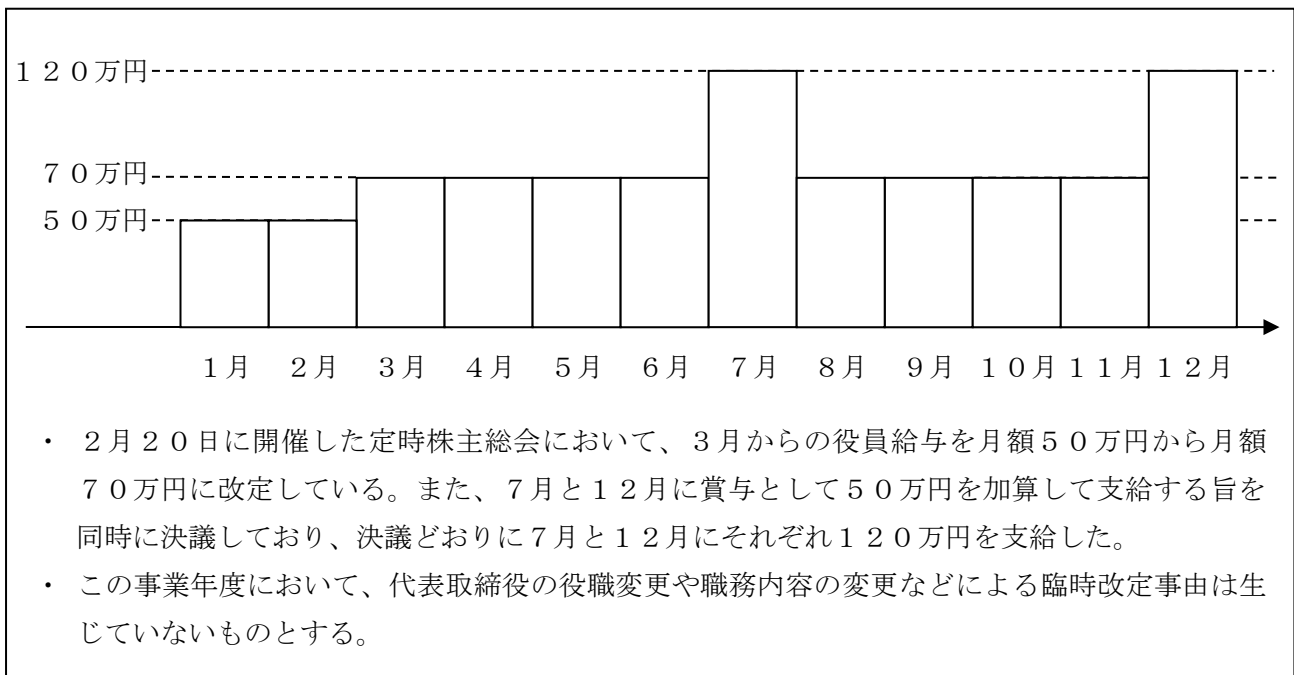 １２０万円
７０万円
５０万円
１月 ２月 ３月 ４月 ５月 ６月 ７月 ８月 ９月 １０月 １１月 １２月
・ ２月２０日に開催した定時株主総会において、３月からの役員給与を月額５０万円から月額
７０万円に改定している。また、７月と１２月に賞与として５０万円を加算して支給する旨を
同時に決議しており、決議どおりに７月と１２月にそれぞれ１２０万円を支給した。
・ この事業年度において、代表取締役の役職変更や職務内容の変更などによる臨時改定事由は生
じていないものとする。